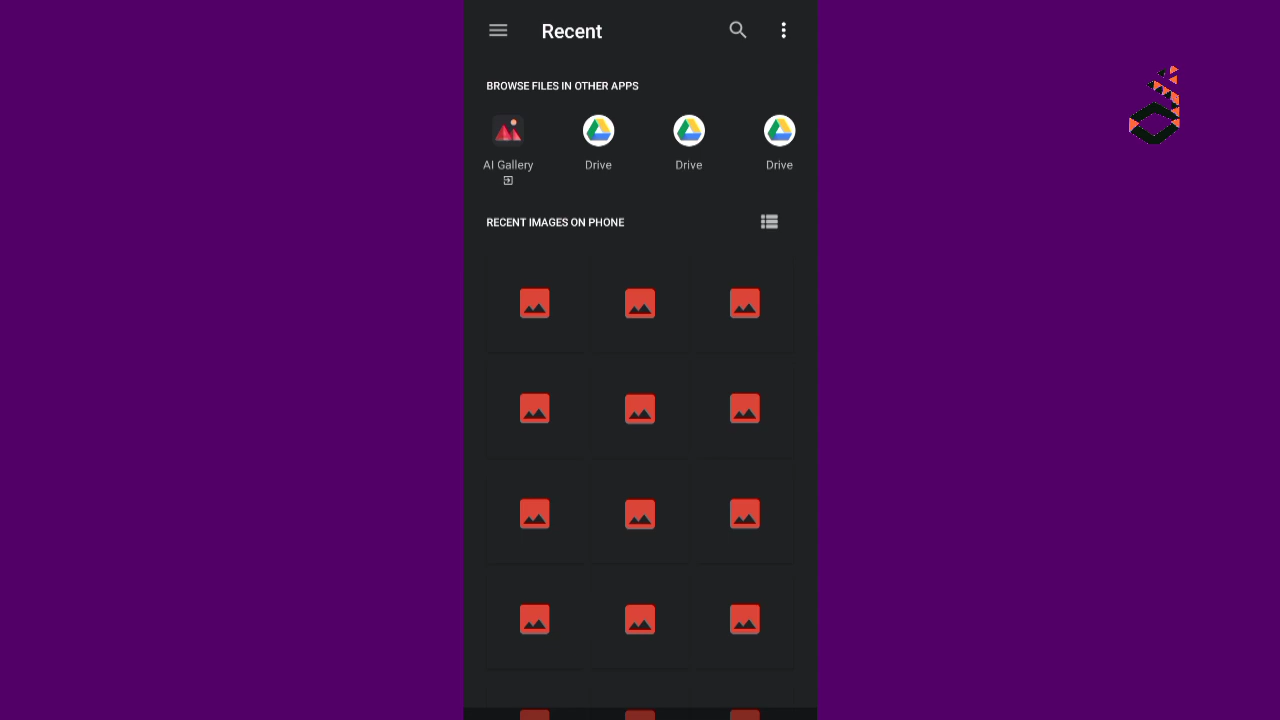 Recent
BROWSE FILES IN OTHER APPS
AI Gallery
Drive
Drive
Drive
RECENT IMAGES ON PHONE